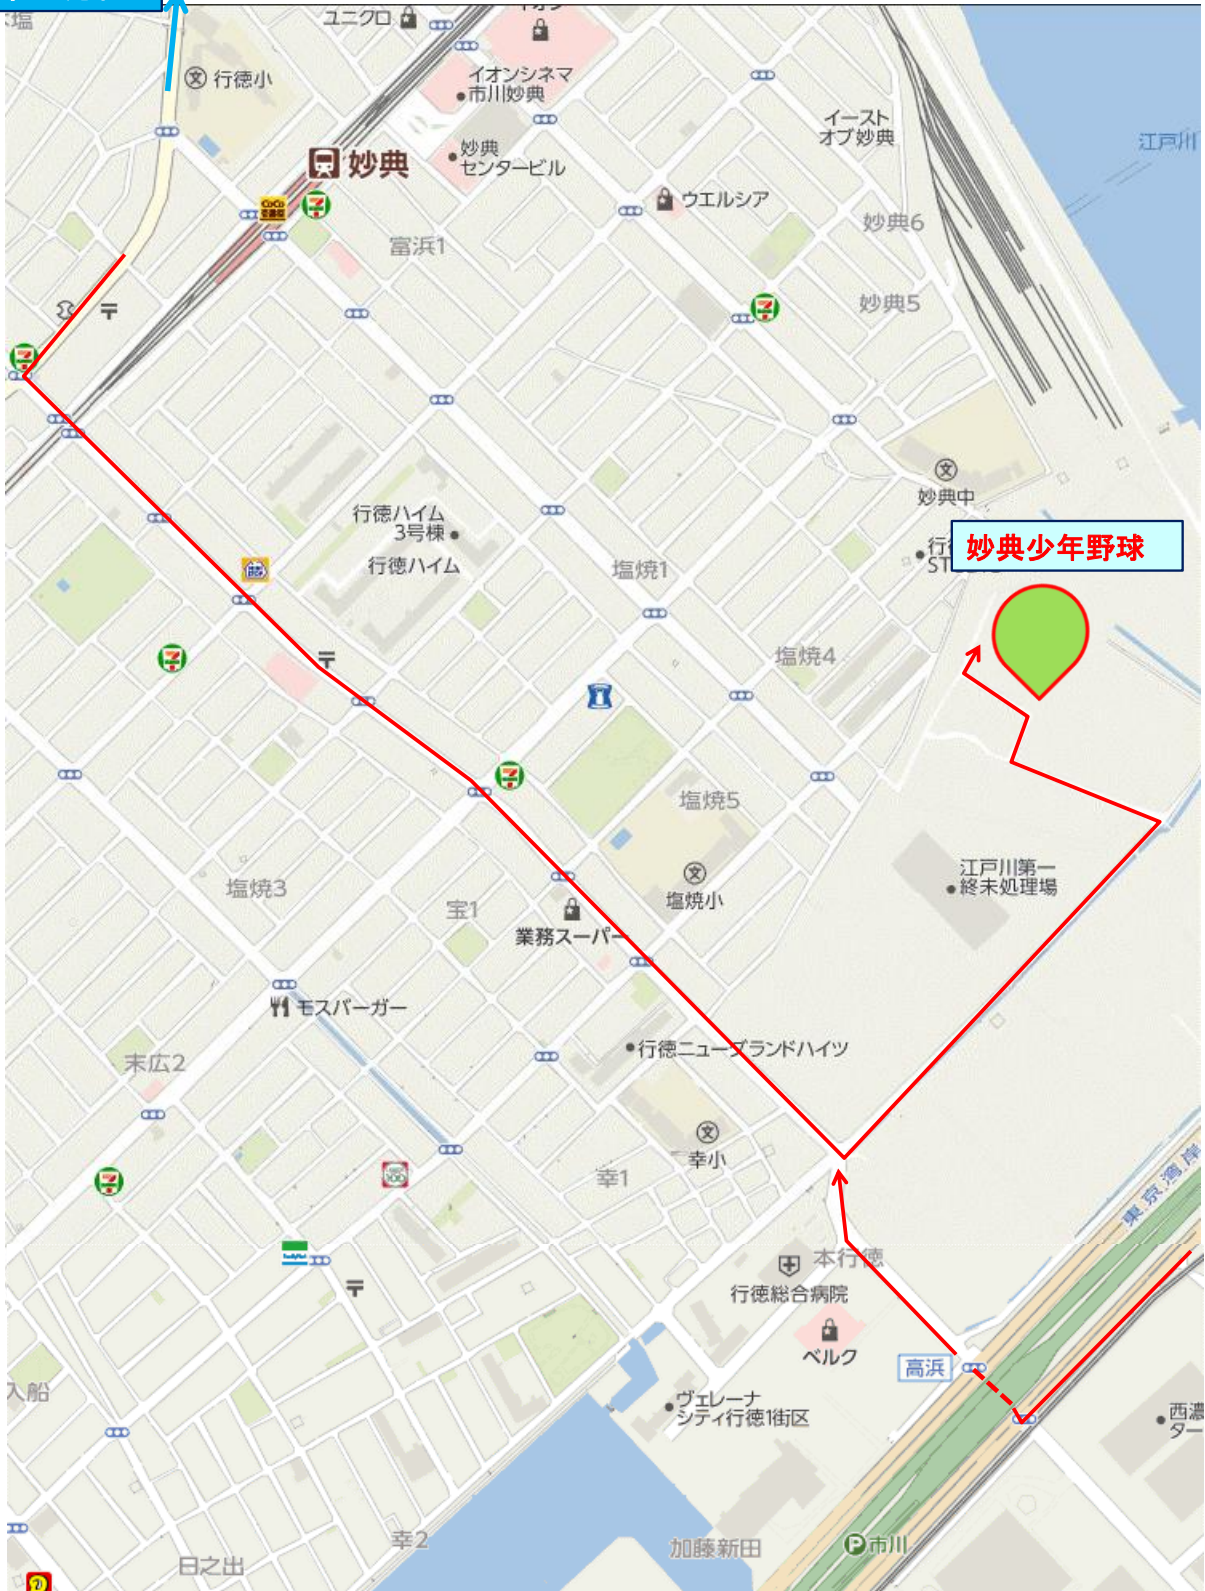 ユニクロ
行徳小
イオンシネマ
市川妙典
イースト
オブ妙典
江戸川
妙典
妙典
センタービル
ウエルシア
妙典6
富浜1
妙典5
妙典中
行徳ハイム
3号棟
行徳ハイム
塩焼1
妙典少年野球
塩焼4
塩焼5
江戸川第一
終末処理場
塩焼3
宝1
塩焼小
業務スーパー
モスバーガー
行徳ニューグランドハイツ
末広2
幸小
幸1
東京湾岸
本行徳
行徳総合病院
ベルク
高浜
入船
ヴェレーナ
シティ行徳1街区
西濃
ター
幸2
加藤新田
市川
日之出